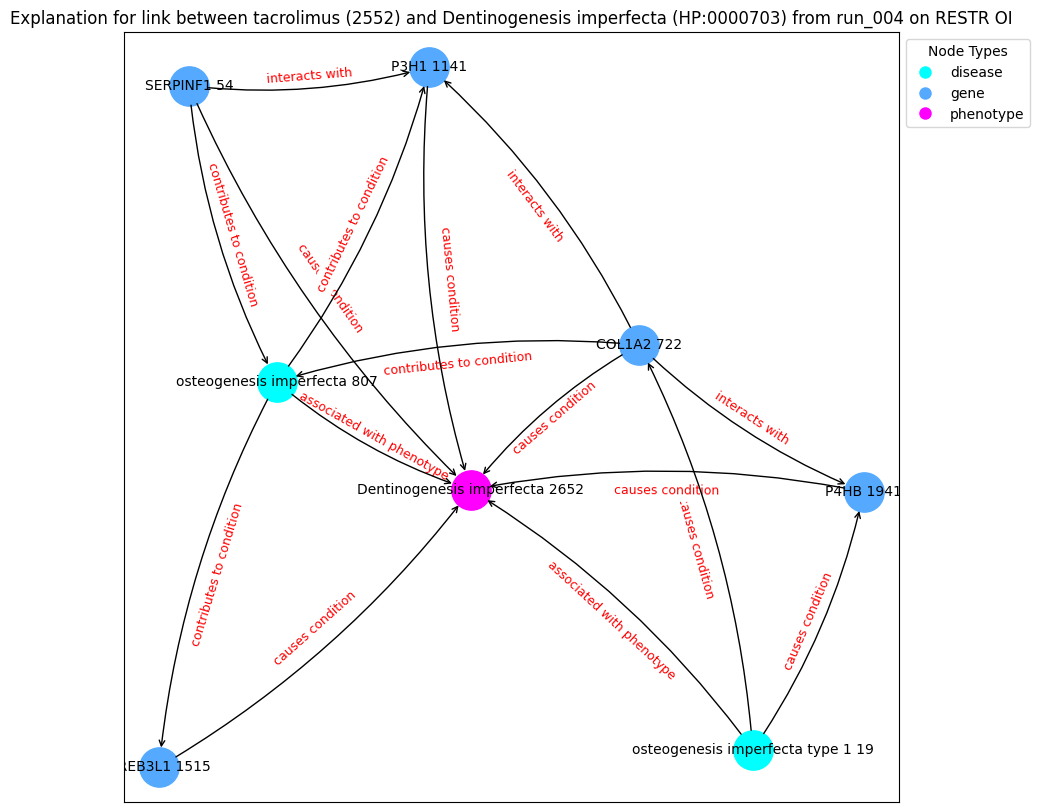 Explanation for link between tacrolimus (2552) and Dentinogenesis imperfecta (HP:0000703) from run_004 on RESTR OI
Node Types
disease
gene
phenotype
P3H1 1141
SERPINF1 54
interacts with
contributes to condition
contributes to condition
interacts with
causes condition
condition
COL1A2 722
contributes to condition
osteogenesis imperfecta 807
associated with phenotype
causes condition
interacts with
Dentinogenesis imperfecta 2652
causes condition
P4HB 1941
condition
contributes to condition
causes condition
associated with phenotype
causes condition
osteogenesis imperfecta type 1 19
REB3L1 1515